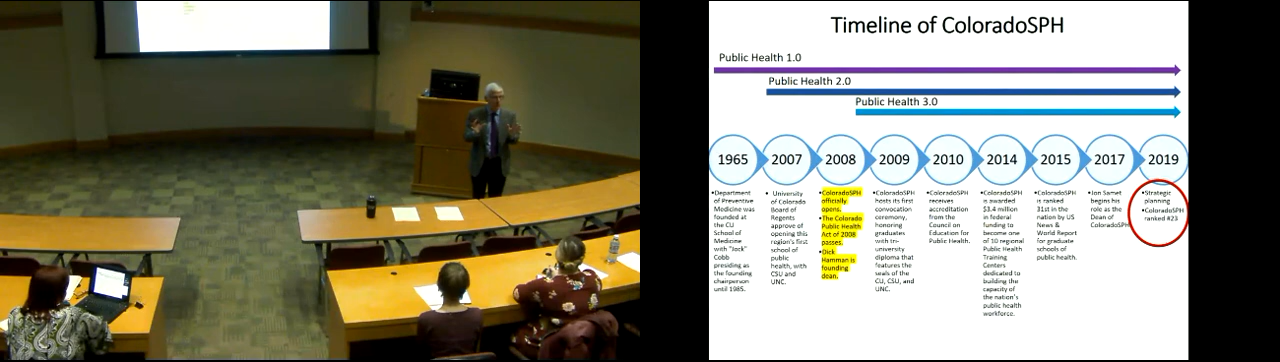 Timeline of ColoradoSPH
Public Health 1.0
Public Health 2.0
Public Health 3.0
1965
2007
2008
2009
2010
2014
2015
2017
2019
•Department
of Preventive
Medicine was
founded at
the CU
School of
Medicine
with "Jock"
Cobb
presiding as
the founding
chairperson
until 1985.
• University
of Colorado
Board of
Regents
approve of
opening this
region's first
school of
public
health, with
CSU and
UNC.
•ColoradoSPH
officially
opens.
•The Colorado
Public Health
Act of 2008
passes.
•Dick
Hamman is
founding
dean.
•ColoradoSPH
hosts its first
convocation
ceremony,
honoring
graduates
with tri-
university
diploma that
features the
seals of the
CU, CSU, and
UNC.
•ColoradoSPH
receives
accreditation
from the
Council on
Education for
Public Health.
•ColoradoSPH
is awarded
$3.4 million
in federal
funding to
become one
of 10 regional
Public Health
Training
Centers
dedicated to
building the
capacity of
the nation's
public health
workforce.
•ColoradoSPH
is ranked
31st in the
nation by US
News &
World Report
for graduate
schools of
public health.
•Jon Samet
begins his
role as the
Dean of
ColoradoSPH
•Strategic
planning
•ColoradoSPH
ranked #23